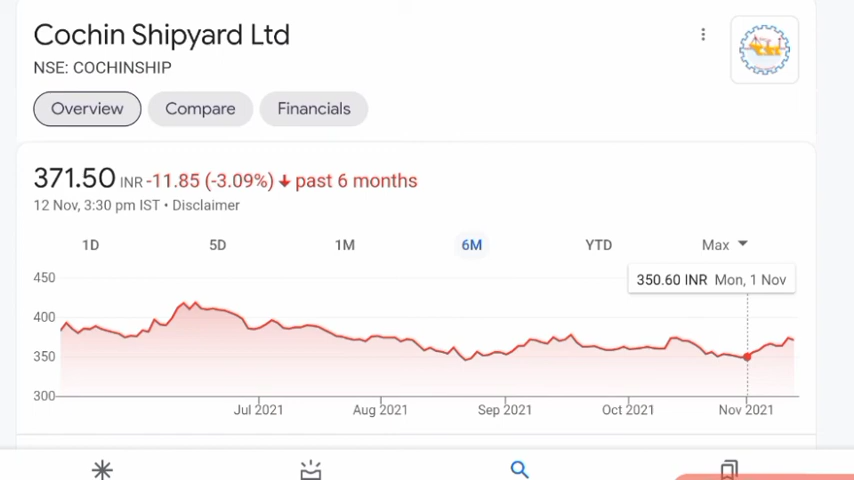 Cochin Shipyard Ltd
NSE: COCHINSHIP
Overview Compare Financials
371.50 INR -11.85 (-3.09%) ↓ past 6 months
12 Nov, 3:30 pm IST • Disclaimer
1D 5D 1M 6M YTD Max
350.60 INR Mon, 1 Nov
450
400
350
300
Jul 2021 Aug 2021 Sep 2021 Oct 2021 Nov 2021